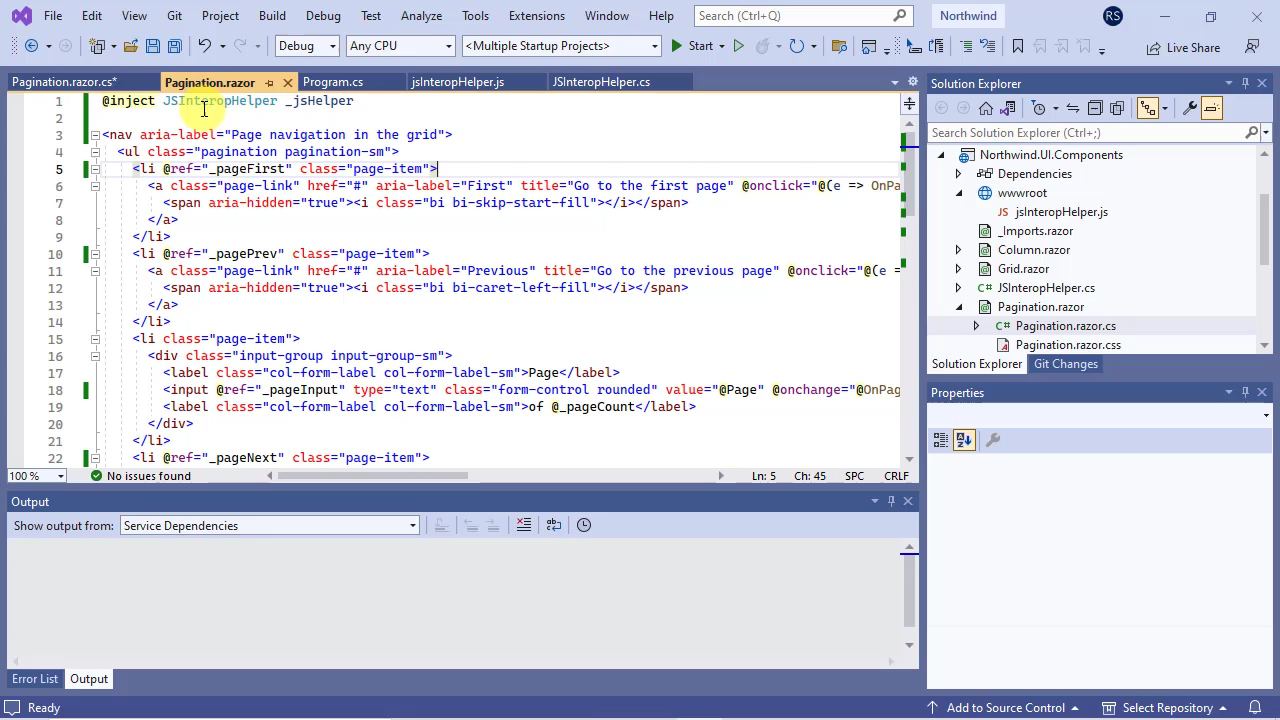 File Edit View Git Project Build Debug Test Analyze Tools Extensions Window Help Search (Ctrl+Q) Northwind RS
Debug Any CPU <Multiple Startup Projects> Start Live Share
Pagination.razor.cs* Pagination.razor Program.cs jsInteropHelper.js JSInteropHelper.cs
1 @inject JSInteropHelper _jsHelper
2
3 <nav aria-label="Page navigation in the grid">
4 <ul class="pagination pagination-sm">
5 <li @ref="_pageFirst" class="page-item">
6 <a class="page-link" href="#" aria-label="First" title="Go to the first page" @onclick="@(e => OnPa
7 <span aria-hidden="true"><i class="bi bi-skip-start-fill"></i></span>
8 </a>
9 </li>
10 <li @ref="_pagePrev" class="page-item">
11 <a class="page-link" href="#" aria-label="Previous" title="Go to the previous page" @onclick="@(e =
12 <span aria-hidden="true"><i class="bi bi-caret-left-fill"></i></span>
13 </a>
14 </li>
15 <li class="page-item">
16 <div class="input-group input-group-sm">
17 <label class="col-form-label col-form-label-sm">Page</label>
18 <input @ref="_pageInput" type="text" class="form-control rounded" value="@Page" @onchange="@OnPag
19 <label class="col-form-label col-form-label-sm">of @_pageCount</label>
20 </div>
21 </li>
22 <li @ref="_pageNext" class="page-item">
100 % No issues found Ln: 5 Ch: 45 SPC CRLF
Output
Show output from: Service Dependencies
Error List Output
Solution Explorer
Search Solution Explorer (Ctrl+;)
Northwind.UI.Components
Dependencies
wwwroot
jsInteropHelper.js
_Imports.razor
Column.razor
Grid.razor
JSInteropHelper.cs
Pagination.razor
C# Pagination.razor.cs
Pagination.razor.css
Solution Explorer Git Changes
Properties
Ready Add to Source Control Select Repository